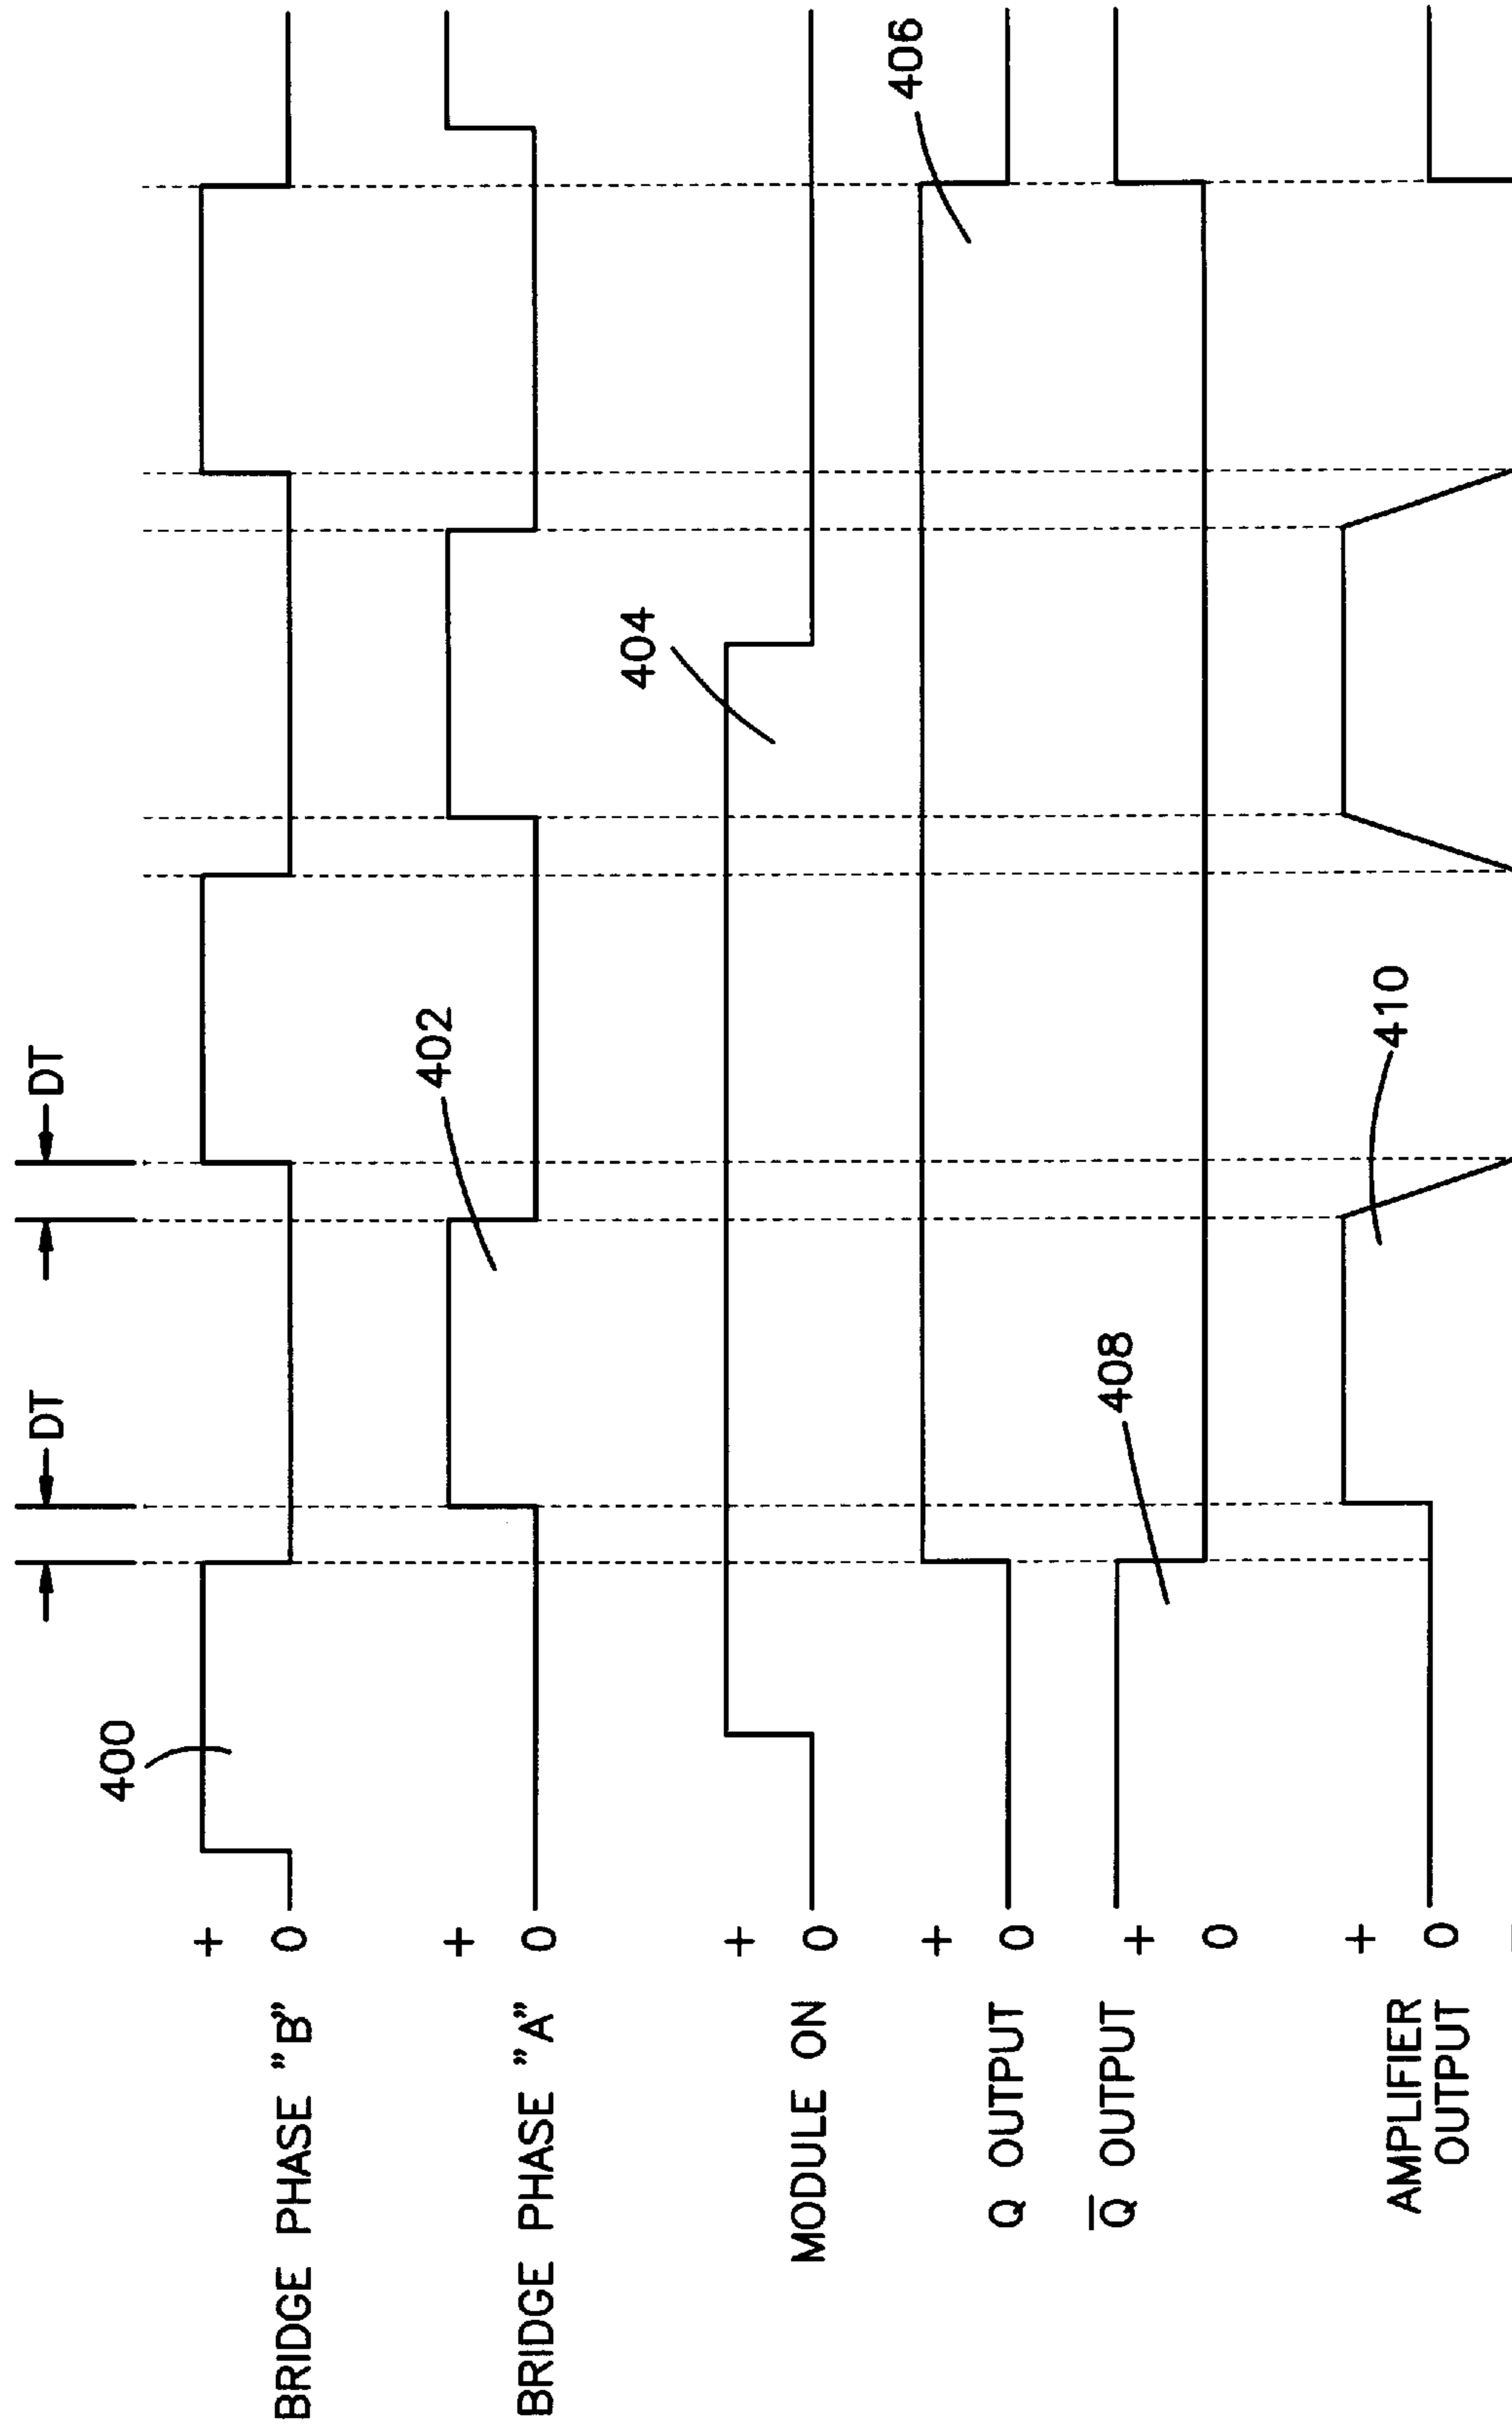 DT
DT
400
BRIDGE PHASE "B"
+
0
402
BRIDGE PHASE "A"
+
0
404
MODULE ON
+
0
406
Q OUTPUT
+
0
408
Q̅ OUTPUT
+
0
410
AMPLIFIER
OUTPUT
+
0
−